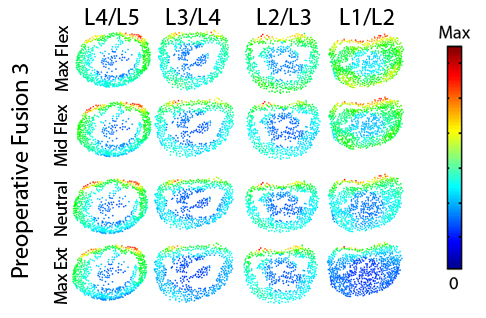 L4/L5 L3/L4 L2/L3 L1/L2
Max
Preoperative Fusion 3
Max Flex
Mid Flex
Neutral
Max Ext
0